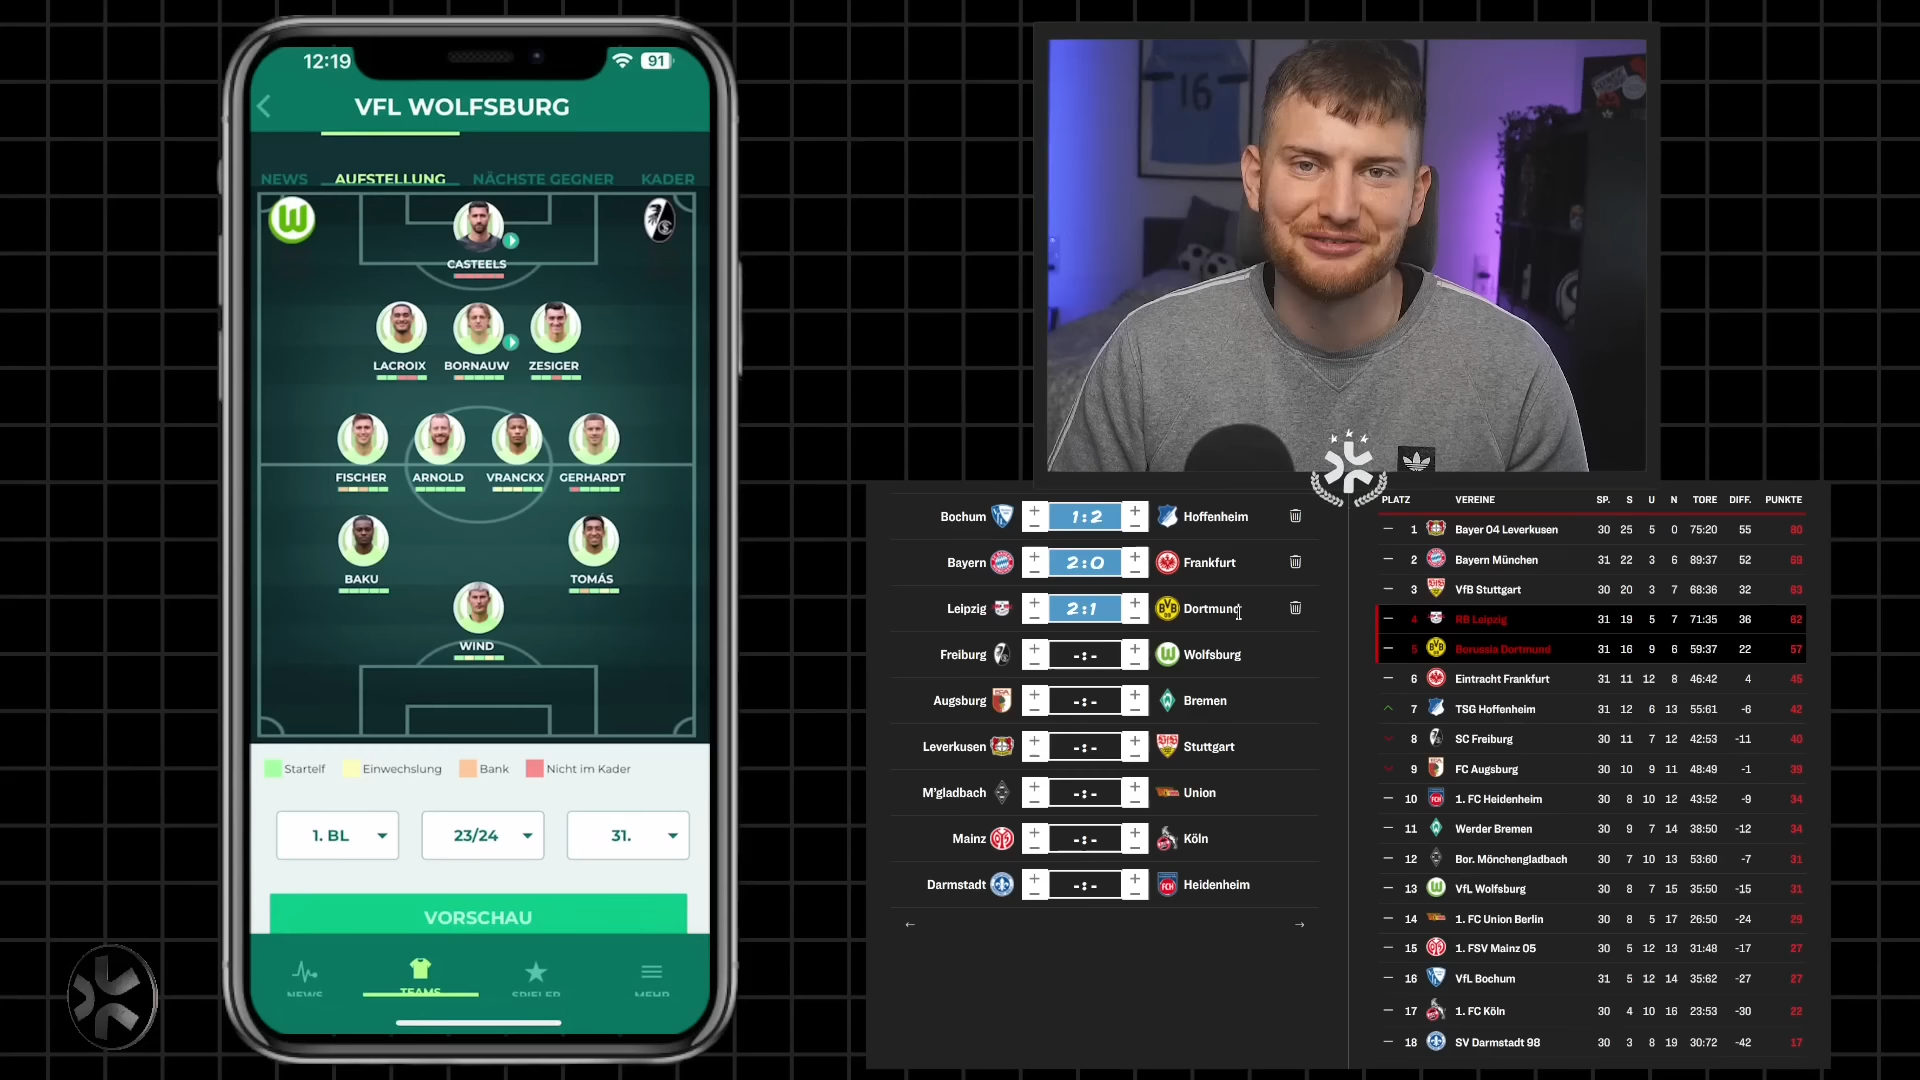 12:19
91
VFL WOLFSBURG
NEWS AUFSTELLUNG NÄCHSTE GEGNER KADER
CASTEELS
LACROIX BORNAUW ZESIGER
FISCHER ARNOLD VRANCKX GERHARDT
BAKU TOMÁS
WIND
Startelf Einwechslung Bank Nicht im Kader
1. BL 23/24 31.
VORSCHAU
NEWS TEAMS SPIELER MEHR
16
Bochum + − 1:2 + − Hoffenheim
Bayern + − 2:0 + − Frankfurt
Leipzig + − 2:1 + − Dortmund
Freiburg + − -:- + − Wolfsburg
Augsburg + − -:- + − Bremen
Leverkusen + − -:- + − Stuttgart
M'gladbach + − -:- + − Union
Mainz + − -:- + − Köln
Darmstadt + − -:- + − Heidenheim
← →
PLATZ VEREINE SP. S U N TORE DIFF. PUNKTE
1 Bayer 04 Leverkusen 30 25 5 0 75:20 55 80
2 Bayern München 31 22 3 6 89:37 52 69
3 VfB Stuttgart 30 20 3 7 68:36 32 63
4 RB Leipzig 31 19 5 7 71:35 36 62
5 Borussia Dortmund 31 16 9 6 59:37 22 57
6 Eintracht Frankfurt 31 11 12 8 46:42 4 45
7 TSG Hoffenheim 31 12 6 13 55:61 -6 42
8 SC Freiburg 30 11 7 12 42:53 -11 40
9 FC Augsburg 30 10 9 11 48:49 -1 39
10 1. FC Heidenheim 30 8 10 12 43:52 -9 34
11 Werder Bremen 30 9 7 14 38:50 -12 34
12 Bor. Mönchengladbach 30 7 10 13 53:60 -7 31
13 VfL Wolfsburg 30 8 7 15 35:50 -15 31
14 1. FC Union Berlin 30 8 5 17 26:50 -24 29
15 1. FSV Mainz 05 30 5 12 13 31:48 -17 27
16 VfL Bochum 31 5 12 14 35:62 -27 27
17 1. FC Köln 30 4 10 16 23:53 -30 22
18 SV Darmstadt 98 30 3 8 19 30:72 -42 17